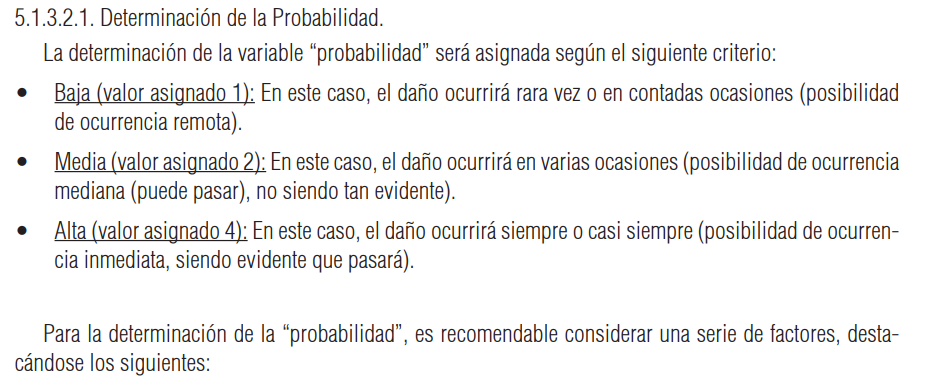 5.1.3.2.1. Determinación de la Probabilidad.
La determinación de la variable “probabilidad” será asignada según el siguiente criterio:
• Baja (valor asignado 1): En este caso, el daño ocurrirá rara vez o en contadas ocasiones (posibilidad
de ocurrencia remota).
• Media (valor asignado 2): En este caso, el daño ocurrirá en varias ocasiones (posibilidad de ocurrencia
mediana (puede pasar), no siendo tan evidente).
• Alta (valor asignado 4): En este caso, el daño ocurrirá siempre o casi siempre (posibilidad de ocurren-
cia inmediata, siendo evidente que pasará).
Para la determinación de la “probabilidad”, es recomendable considerar una serie de factores, desta-
cándose los siguientes: